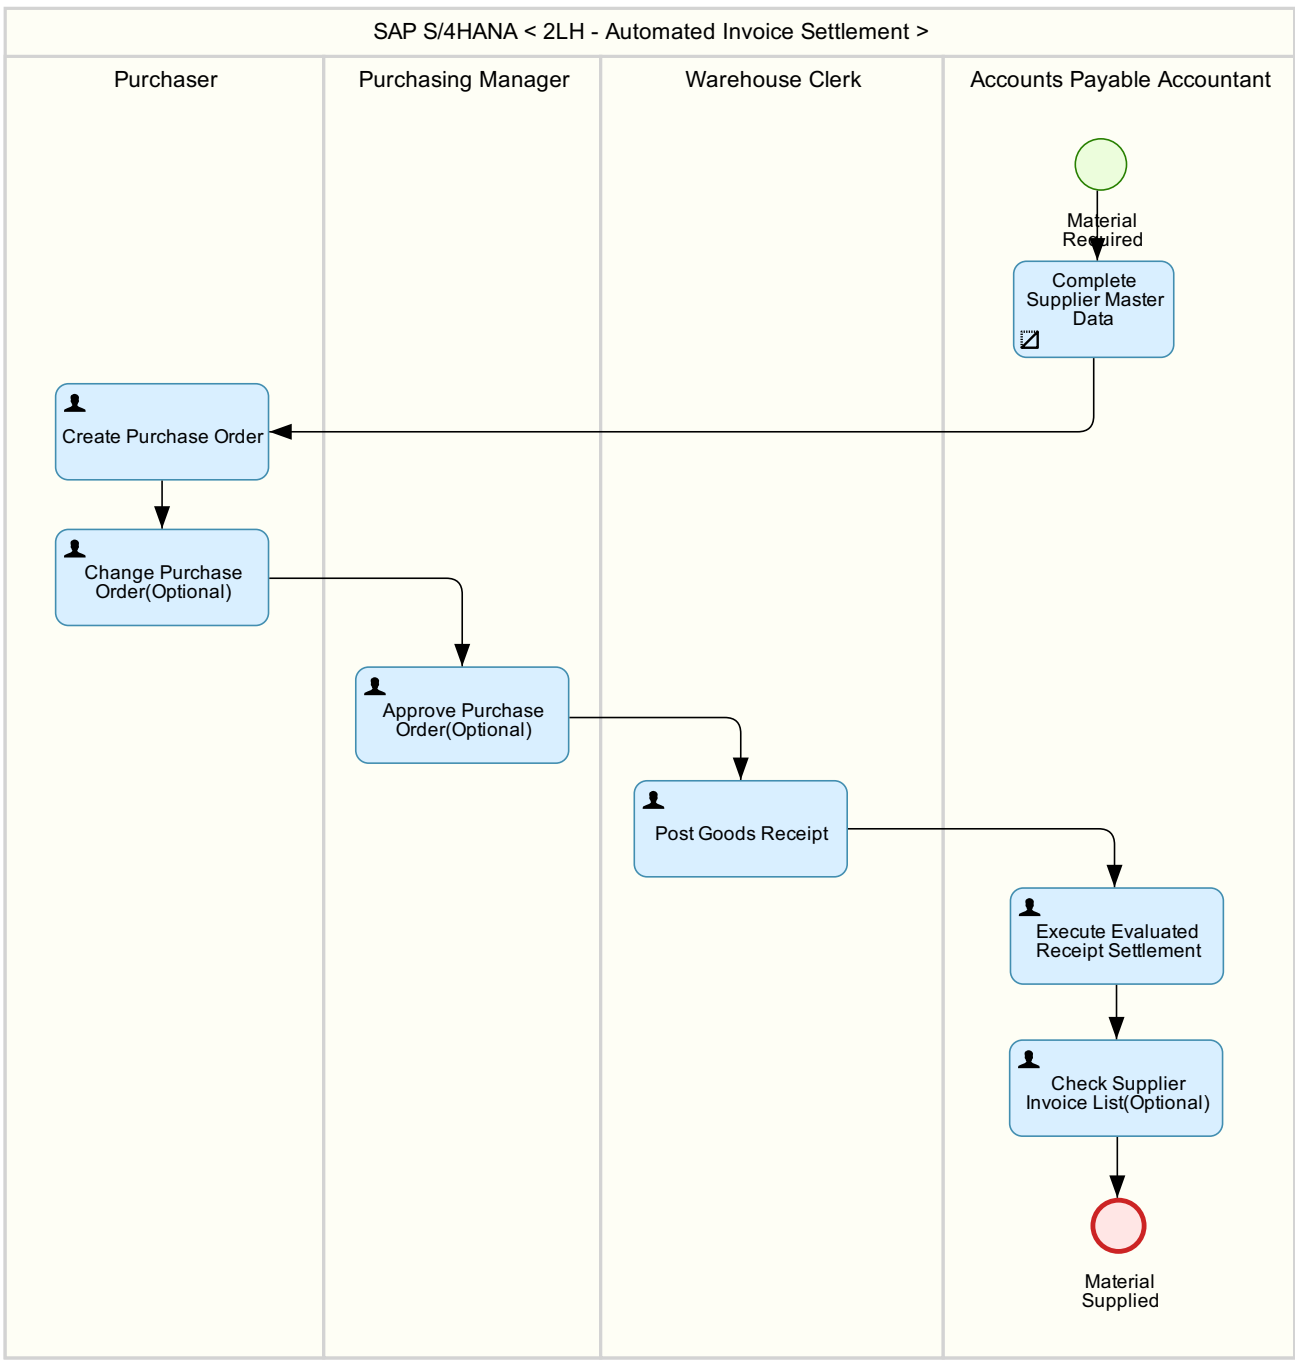 SAP S/4HANA < 2LH - Automated Invoice Settlement >
Purchaser
Purchasing Manager
Warehouse Clerk
Accounts Payable Accountant
Material
Required
Complete
Supplier Master
Data
Create Purchase Order
Change Purchase
Order(Optional)
Approve Purchase
Order(Optional)
Post Goods Receipt
Execute Evaluated
Receipt Settlement
Check Supplier
Invoice List(Optional)
Material
Supplied